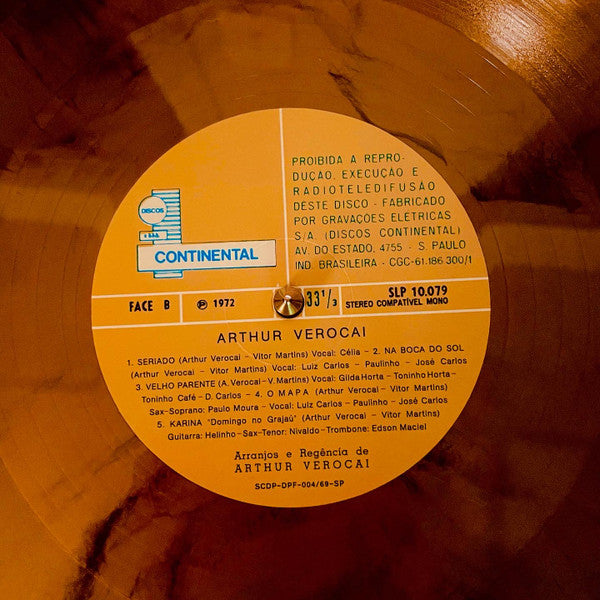 PROIBIDA A REPRO-
DUÇÃO, EXECUÇÃO E
RADIOTELEDIFUSÃO
DESTE DISCO - FABRICADO
POR GRAVAÇÕES ELÉTRICAS
S/A. (DISCOS CONTINENTAL)
AV. DO ESTADO, 4755 - S. PAULO
IND. BRASILEIRA - CGC-61.186.300/1
DISCOS
CONTINENTAL
FACE B
℗ 1972
33 1/3
SLP 10.079
STEREO COMPATÍVEL MONO
ARTHUR VEROCAI
1. SERIADO (Arthur Verocai - Vitor Martins) Vocal: Célia - 2. NA BOCA DO SOL
(Arthur Verocai - Vitor Martins) Vocal: Luiz Carlos - Paulinho - José Carlos
3. VELHO PARENTE (A. Verocai - V. Martins) Vocal: Gilda Horta - Toninho Horta-
Toninho Café - D. Carlos - 4. O MAPA (Arthur Verocai - Vitor Martins)
Sax-Soprano: Paulo Moura - Vocal: Luiz Carlos - Paulinho - José Carlos
5. KARINA "Domingo no Grajaú" (Arthur Verocai - Vitor Martins)
Guitarra: Helinho-Sax-Tenor: Nivaldo-Trombone: Edson Maciel
Arranjos e Regência de
ARTHUR VEROCAI
SCDP-DPF-004/69-SP